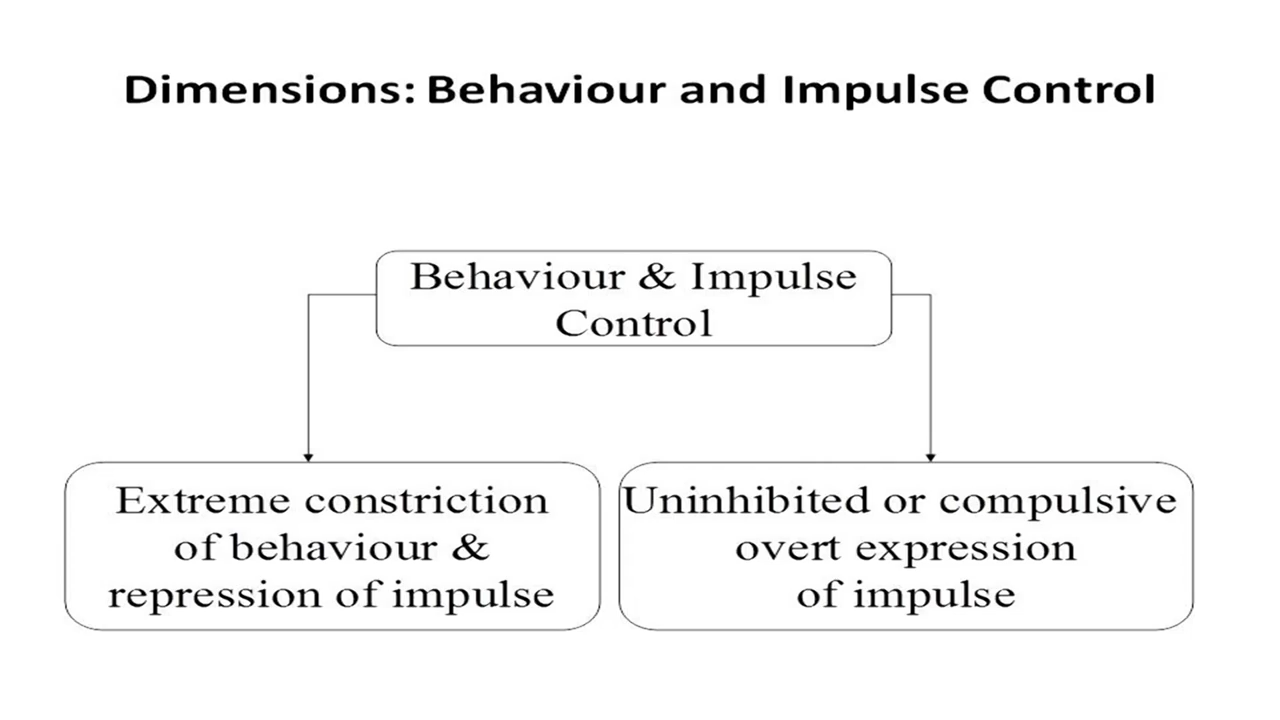 Dimensions: Behaviour and Impulse Control
Behaviour & Impulse
Control
Extreme constriction
of behaviour &
repression of impulse
Uninhibited or compulsive
overt expression
of impulse